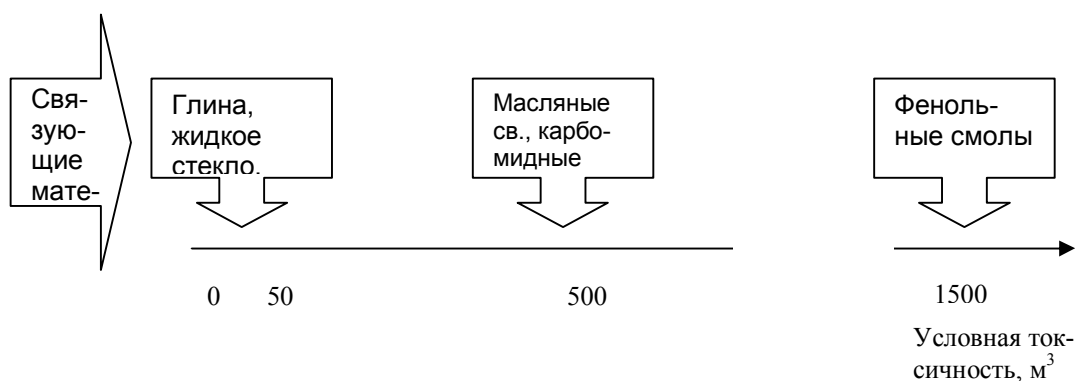 Свя-
зую-
щие
мате-
Глина,
жидкое
стекло.
Масляные
св., карбо-
мидные
Феноль-
ные смолы
0 50 500 1500
Условная ток-
сичность, м³